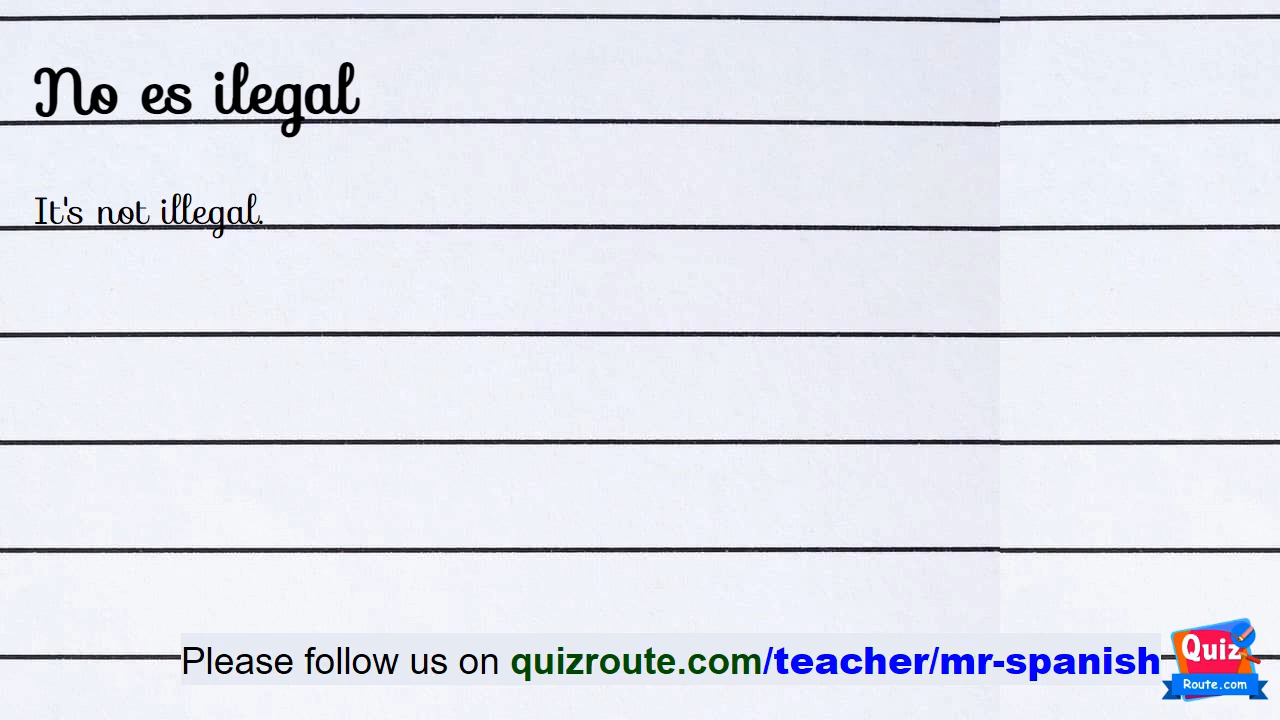 No es ilegal
It's not illegal.
Please follow us on quizroute.com/teacher/mr-spanish
Quiz
Route.com